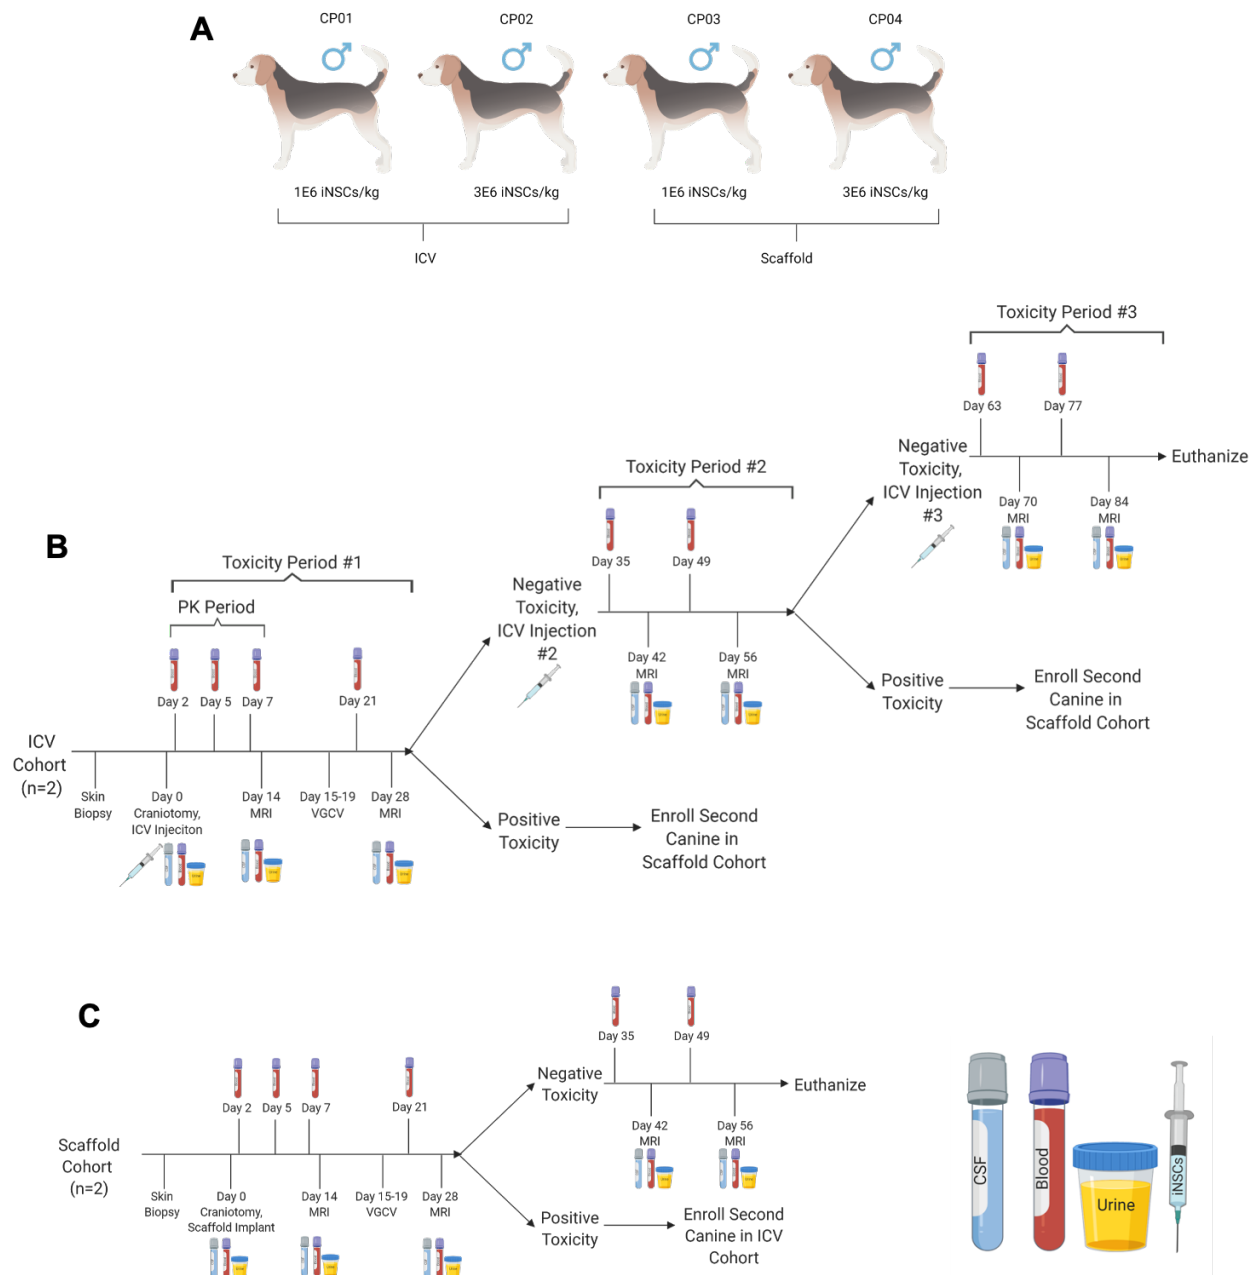 A
CP01
CP02
CP03
CP04
1E6 iNSCs/kg
3E6 iNSCs/kg
1E6 iNSCs/kg
3E6 iNSCs/kg
ICV
Scaffold
B
Toxicity Period #3
Day 63
Day 77
Negative
Toxicity,
ICV Injection
#3
Euthanize
Day 70
MRI
Day 84
MRI
Toxicity Period #2
Day 35
Day 49
Negative
Toxicity,
ICV Injection
#2
Day 42
MRI
Day 56
MRI
Positive
Toxicity
Enroll Second
Canine in
Scaffold Cohort
Toxicity Period #1
PK Period
Day 2
Day 5
Day 7
Day 21
ICV
Cohort
(n=2)
Skin
Biopsy
Day 0
Craniotomy,
ICV Injeciton
Day 14
MRI
Day 15-19
VGCV
Day 28
MRI
Positive
Toxicity
Enroll Second
Canine in
Scaffold Cohort
C
Day 35
Day 49
Negative
Toxicity
Euthanize
Day 42
MRI
Day 56
MRI
Day 2
Day 5
Day 7
Day 21
Scaffold
Cohort
(n=2)
Skin
Biopsy
Day 0
Craniotomy,
Scaffold Implant
Day 14
MRI
Day 15-19
VGCV
Day 28
MRI
Positive
Toxicity
Enroll Second
Canine in ICV
Cohort
CSF
Blood
Urine
iNSCs